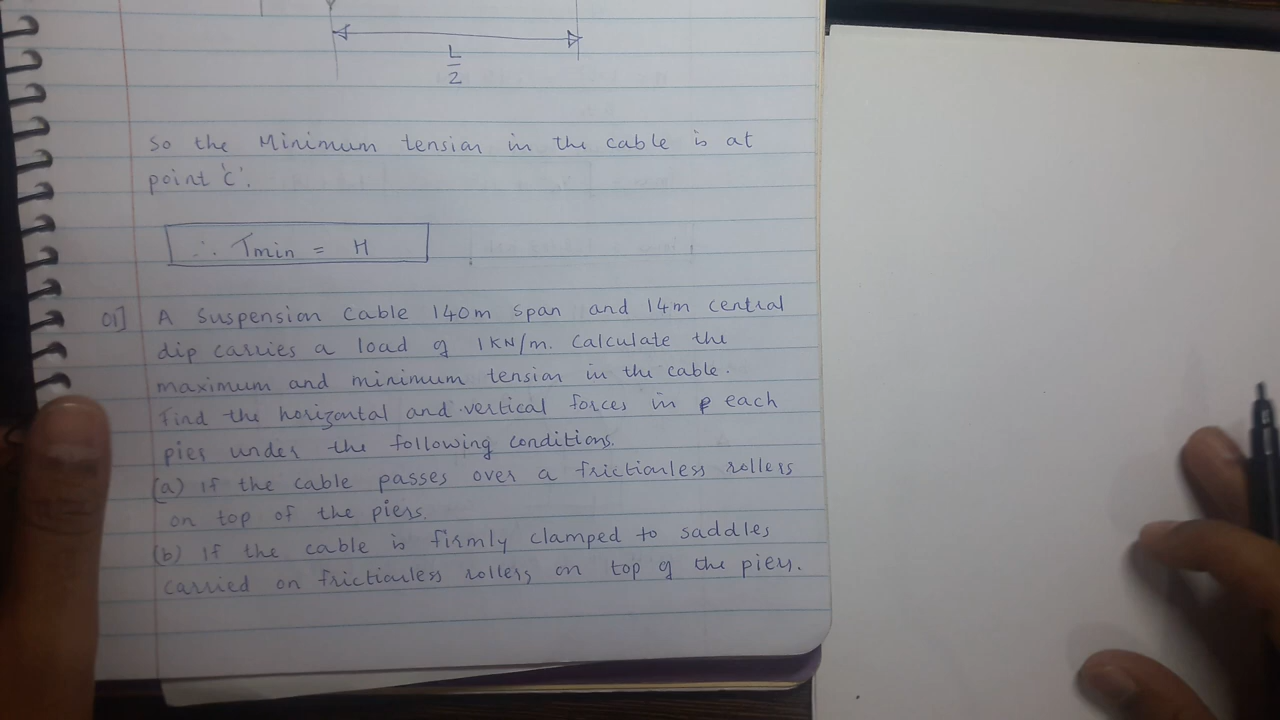 L
2
So the Minimum tension in the cable is at
point 'C'.
∴ Tmin = H
01] A Suspension Cable 140m span and 14m central
dip carries a load of 1KN/m. Calculate the
maximum and minimum tension in the cable.
Find the horizontal and vertical forces in each
pier under the following conditions.
(a) If the cable passes over a frictionless rollers
on top of the piers.
(b) If the cable is firmly clamped to saddles
carried on frictionless rollers on top of the piers.